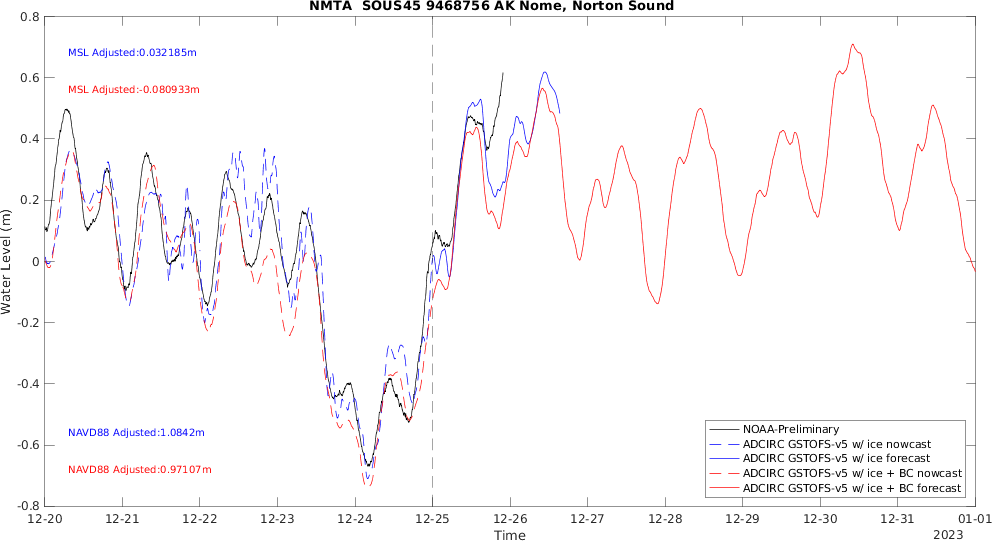 NMTA SOUS45 9468756 AK Nome, Norton Sound
0.8
0.6
0.4
0.2
0
-0.2
-0.4
-0.6
-0.8
Water Level (m)
MSL Adjusted:0.032185m
MSL Adjusted:-0.080933m
NAVD88 Adjusted:1.0842m
NAVD88 Adjusted:0.97107m
NOAA-Preliminary
ADCIRC GSTOFS-v5 w/ ice nowcast
ADCIRC GSTOFS-v5 w/ ice forecast
ADCIRC GSTOFS-v5 w/ ice + BC nowcast
ADCIRC GSTOFS-v5 w/ ice + BC forecast
12-20 12-21 12-22 12-23 12-24 12-25 12-26 12-27 12-28 12-29 12-30 12-31 01-01
Time
2023